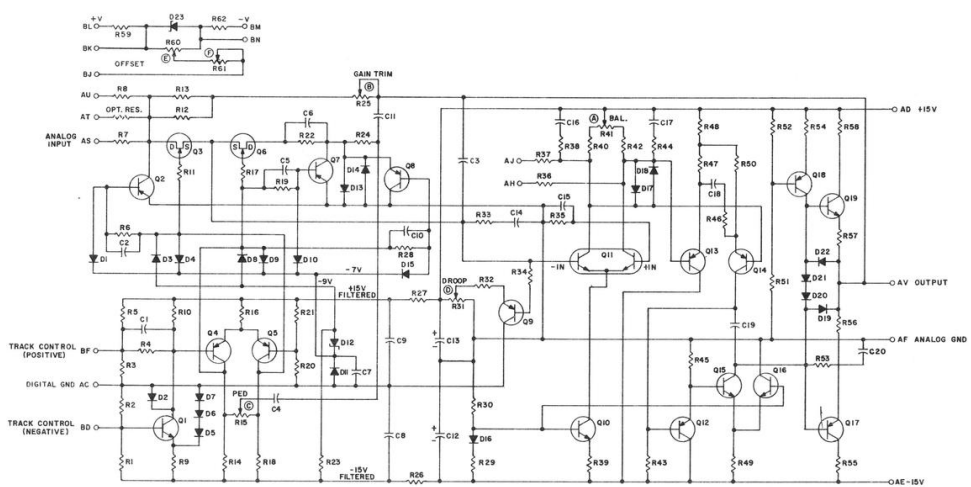 +V D23 R62 -V
BL BM
R59 BN
BK R60
E F
R61
BJ OFFSET
GAIN TRIM
AU R8 R13 B
R25
AT OPT. RES. R12
C6 C11
ANALOG INPUT AS R7 R22 R24
D S Q3 S D Q6
C5 Q7 D14 Q8
R11 R17 R19 D13
Q2
R6 C2 C10
R28
D1 D3 D4 D8 D9 D10 D15
-7V
-9V
+15V FILTERED R27
DROOP D R32
R31
Q9
R5 R10 R16 R21
C1 R4 Q4 Q5 D12
TRACK CONTROL (POSITIVE) BF
R3 R20 C9 C13
D11 C7
DIGITAL GND AC
D2 D7 PED C
R2 D6 R15 C4
Q1 D5
TRACK CONTROL (NEGATIVE) BD
R1 R9 R14 R18 R23 C8 C12
-15V FILTERED R26
AD +15V
C16 A BAL. C17 R48 R52 R54 R58
R41
R38 R40 R42 R44
AJ R37 R47 R50
C3 D18 Q18
AH R36 D17 C18 Q19
C15 R46
R33 C14 R35 R57
R34 -IN Q11 +IN Q13 Q14 D22
R51 D21
AV OUTPUT
D20
D19 R56
C19
AF ANALOG GND
R45 R53 C20
Q15 Q16
R30
D16 Q10 Q12 Q17
R29 R39 R43 R49 R55
AE-15V